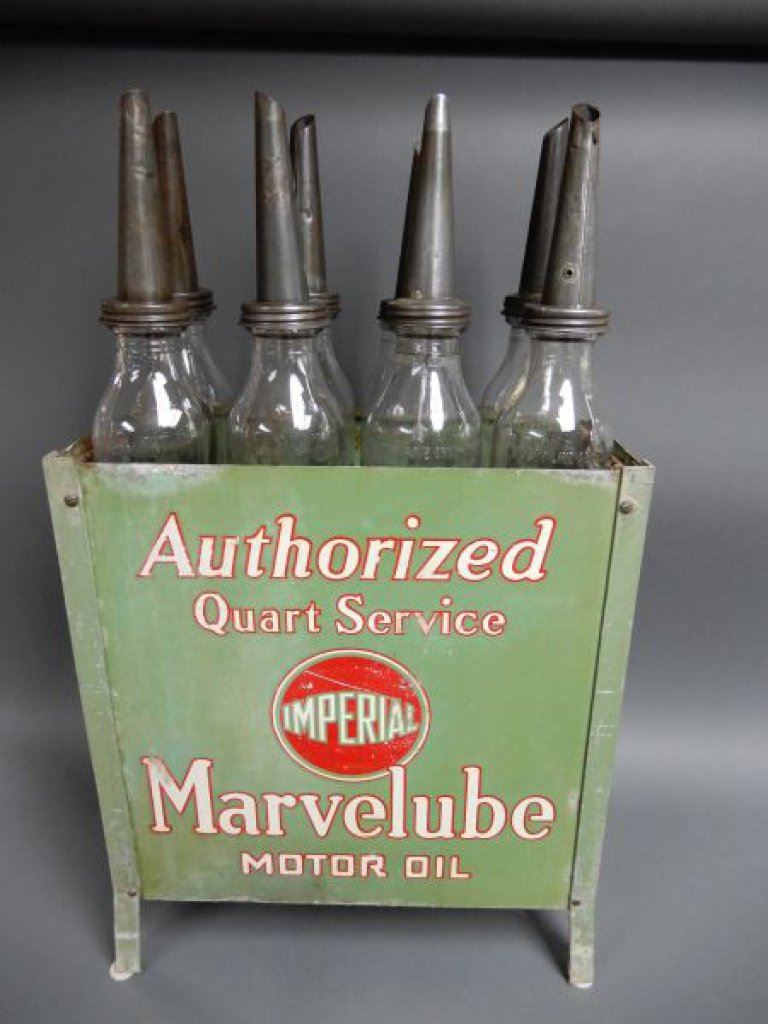 Authorized
Quart Service
IMPERIAL
Marvelube
MOTOR OIL